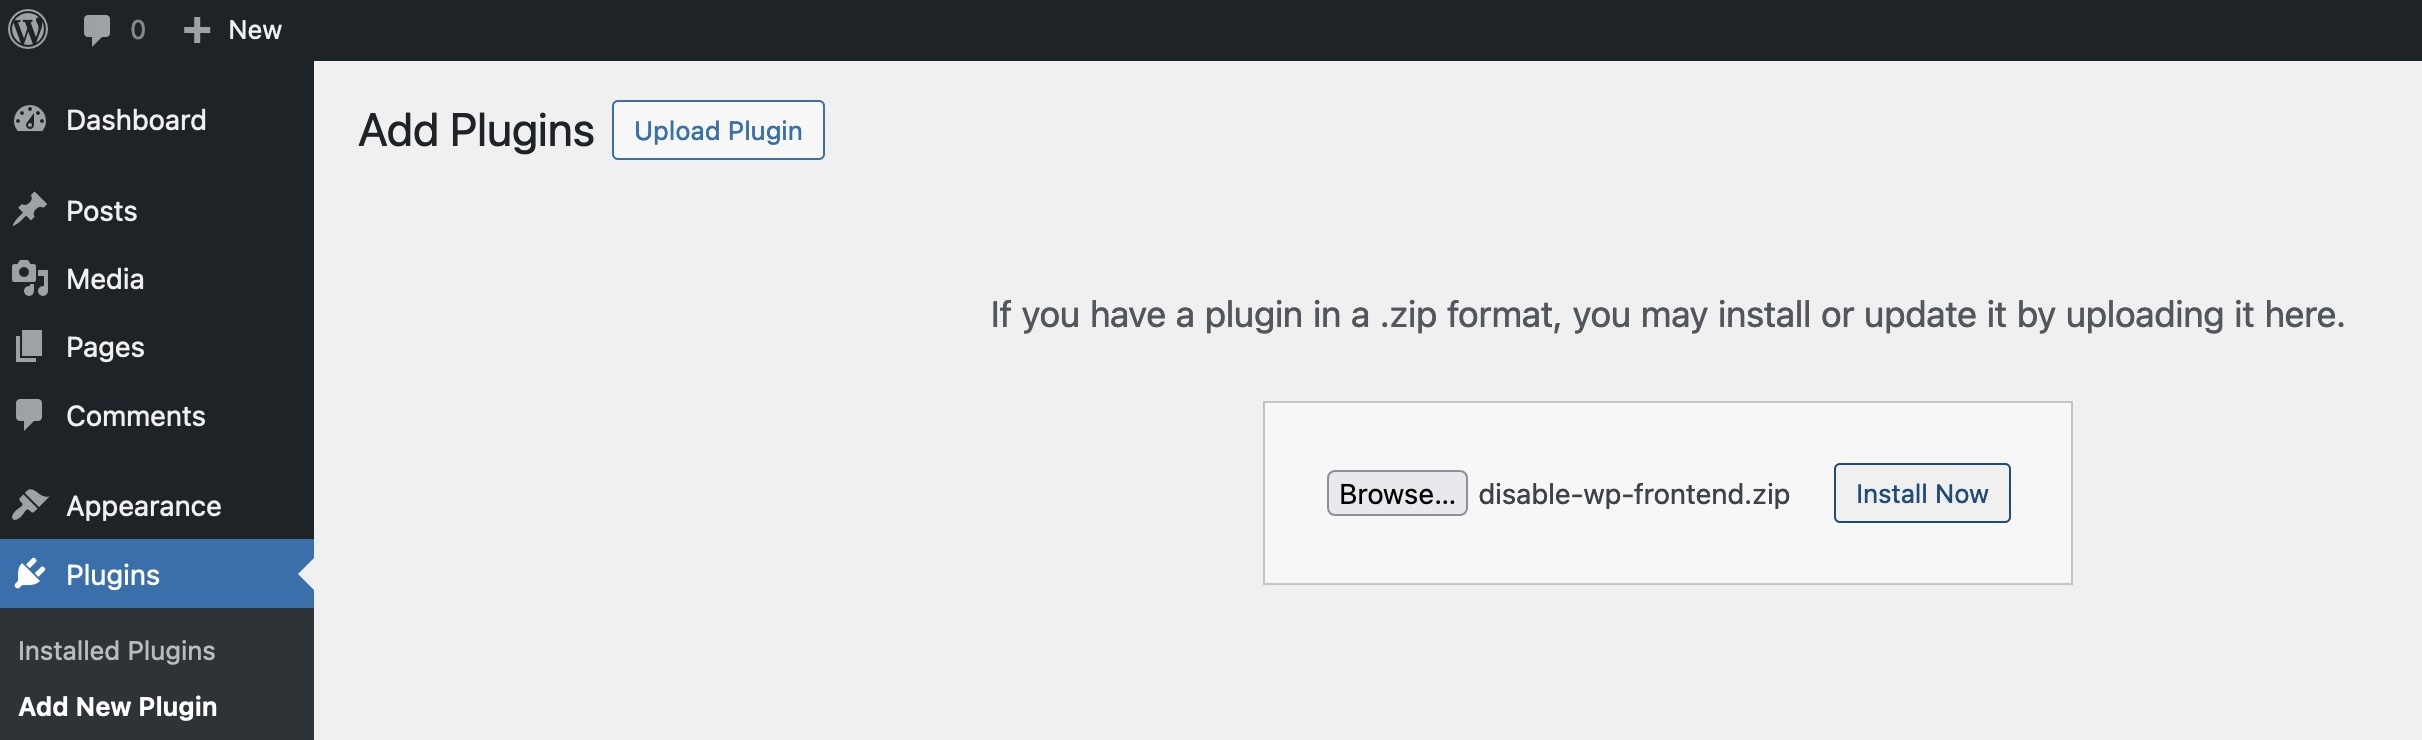 0 New
Dashboard
Posts
Media
Pages
Comments
Appearance
Plugins
Installed Plugins
Add New Plugin
Add Plugins Upload Plugin
If you have a plugin in a .zip format, you may install or update it by uploading it here.
Browse... disable-wp-frontend.zip Install Now